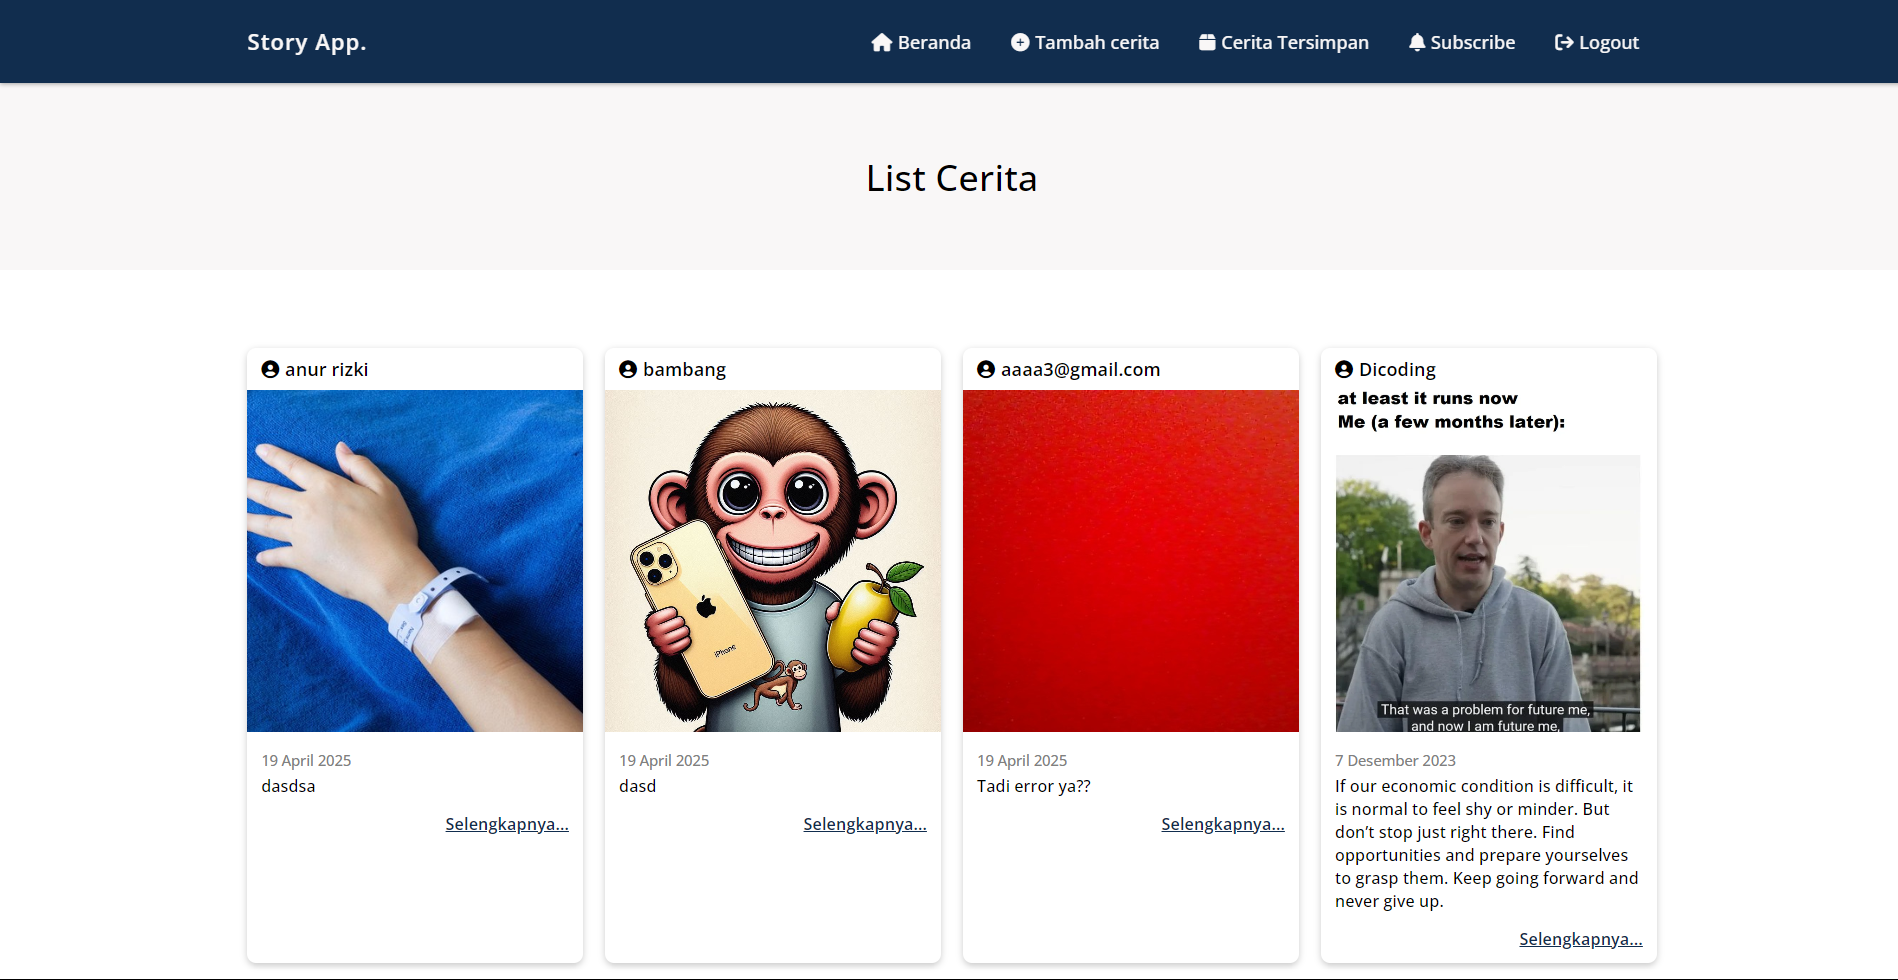 Story App.
Beranda
Tambah cerita
Cerita Tersimpan
Subscribe
Logout
List Cerita
anur rizki
19 April 2025
dasdsa
Selengkapnya...
bambang
iPhone
19 April 2025
dasd
Selengkapnya...
aaaa3@gmail.com
19 April 2025
Tadi error ya??
Selengkapnya...
Dicoding
at least it runs now
Me (a few months later):
That was a problem for future me,
and now I am future me,
7 Desember 2023
If our economic condition is difficult, it
is normal to feel shy or minder. But
don’t stop just right there. Find
opportunities and prepare yourselves
to grasp them. Keep going forward and
never give up.
Selengkapnya...